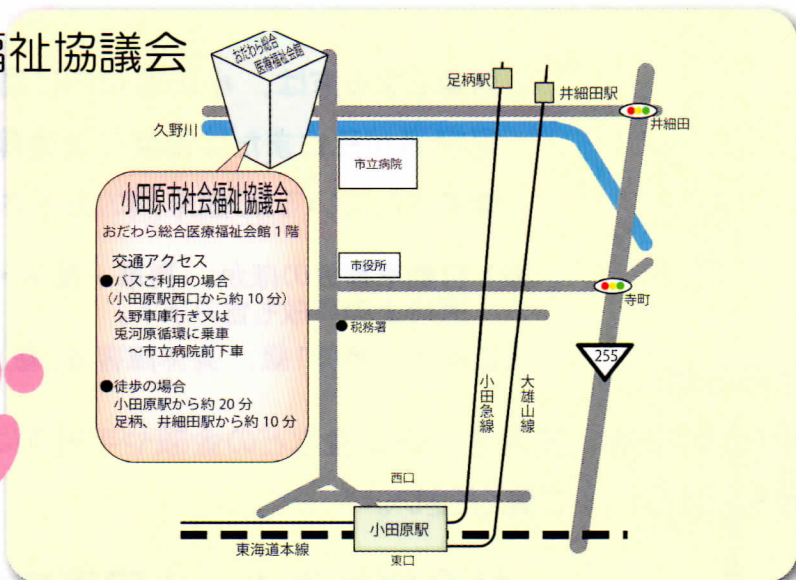 福祉協議会
おだわら総合
医療福祉会館
足柄駅
井細田駅
井細田
久野川
市立病院
小田原市社会福祉協議会
おだわら総合医療福祉会館1階
交通アクセス
●バスご利用の場合
(小田原駅西口から約10分)
久野車庫行き又は
兎河原循環に乗車
～市立病院前下車
●徒歩の場合
小田原駅から約20分
足柄、井細田駅から約10分
市役所
寺町
税務署
255
小田急線
大雄山線
西口
小田原駅
東海道本線
東口